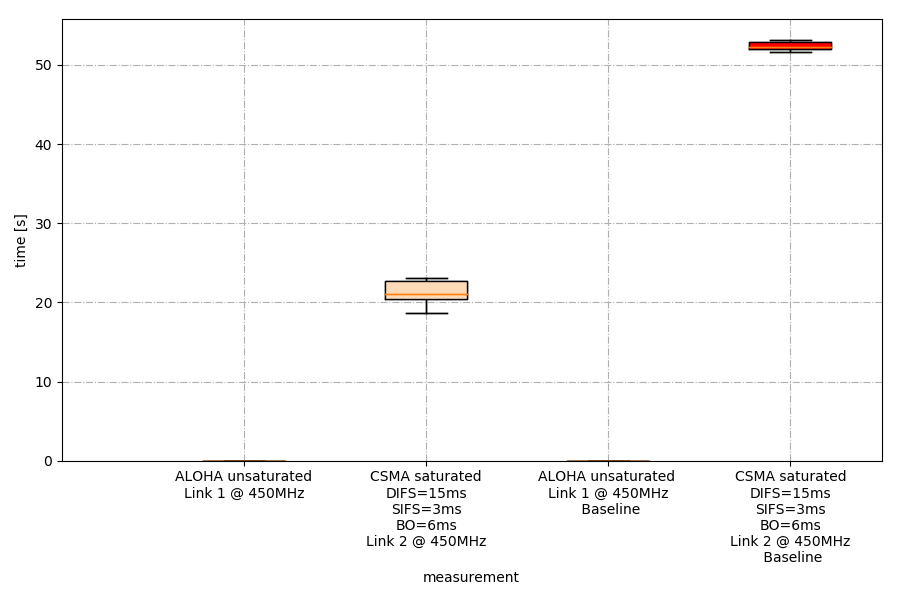 50
40
30
20
10
0
time [s]
ALOHA unsaturated
Link 1 @ 450MHz
CSMA saturated
DIFS=15ms
SIFS=3ms
BO=6ms
Link 2 @ 450MHz
ALOHA unsaturated
Link 1 @ 450MHz
Baseline
CSMA saturated
DIFS=15ms
SIFS=3ms
BO=6ms
Link 2 @ 450MHz
Baseline
measurement